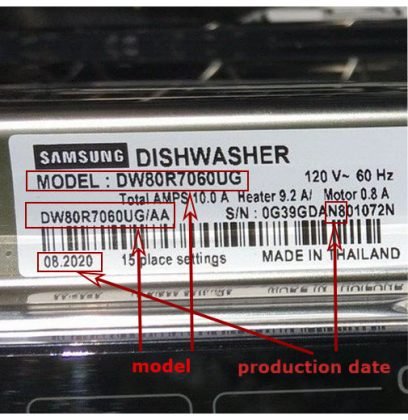 SAMSUNG DISHWASHER
MODEL : DW80R7060UG 120 V~ 60 Hz
Total AMPS 10.0 A Heater 9.2 A/ Motor 0.8 A
DW80R7060UG/AA S/N : 0G39GDAN801072N
08.2020 15 place settings MADE IN THAILAND
model production date